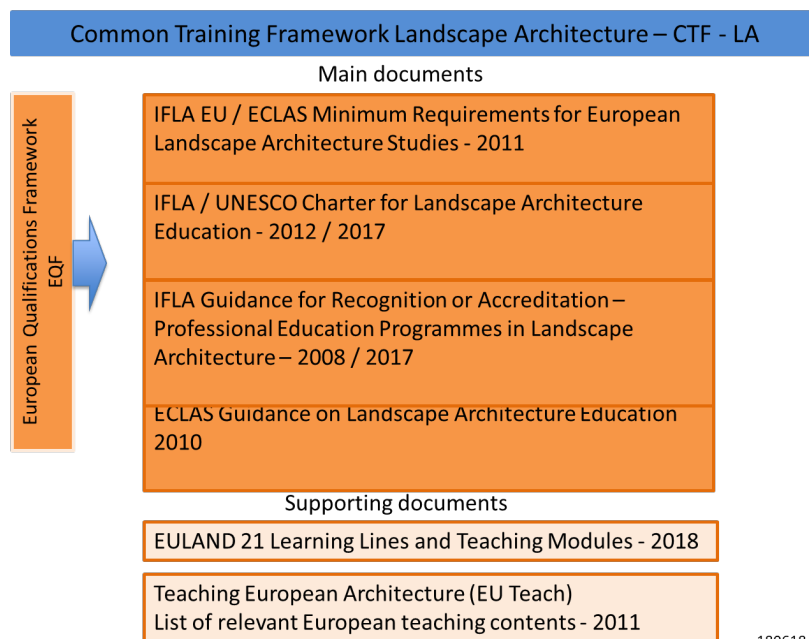 Common Training Framework Landscape Architecture – CTF - LA
Main documents
European Qualifications Framework
EQF
IFLA EU / ECLAS Minimum Requirements for European
Landscape Architecture Studies - 2011
IFLA / UNESCO Charter for Landscape Architecture
Education - 2012 / 2017
IFLA Guidance for Recognition or Accreditation –
Professional Education Programmes in Landscape
Architecture – 2008 / 2017
ECLAS Guidance on Landscape Architecture Education
2010
Supporting documents
EULAND 21 Learning Lines and Teaching Modules - 2018
Teaching European Architecture (EU Teach)
List of relevant European teaching contents - 2011